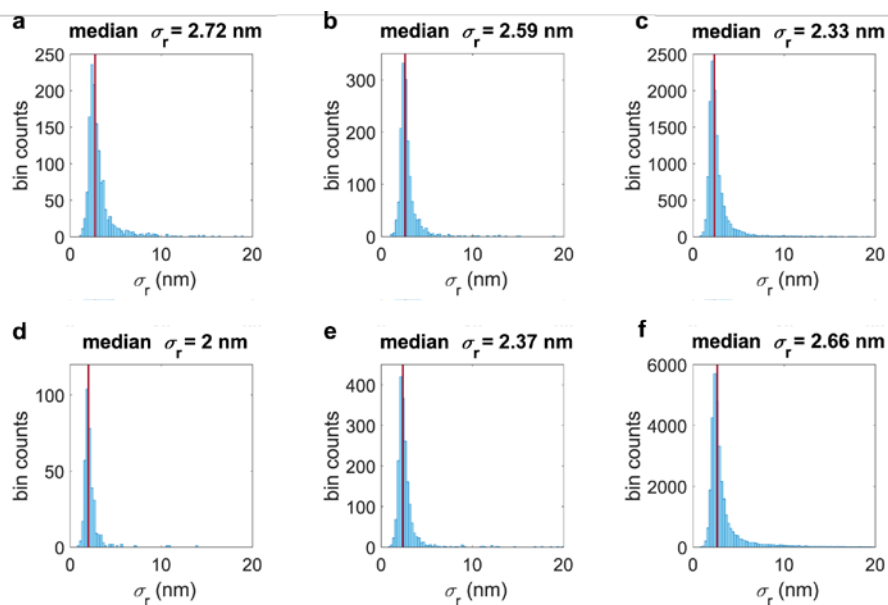 a
median σr = 2.72 nm
250
200
150
100
50
0
bin counts
0 10 20
σr (nm)
b
median σr = 2.59 nm
300
200
100
0
bin counts
0 10 20
σr (nm)
c
median σr = 2.33 nm
2500
2000
1500
1000
500
0
bin counts
0 10 20
σr (nm)
d
median σr = 2 nm
100
50
0
bin counts
0 10 20
σr (nm)
e
median σr = 2.37 nm
400
300
200
100
0
bin counts
0 10 20
σr (nm)
f
median σr = 2.66 nm
6000
4000
2000
0
bin counts
0 10 20
σr (nm)